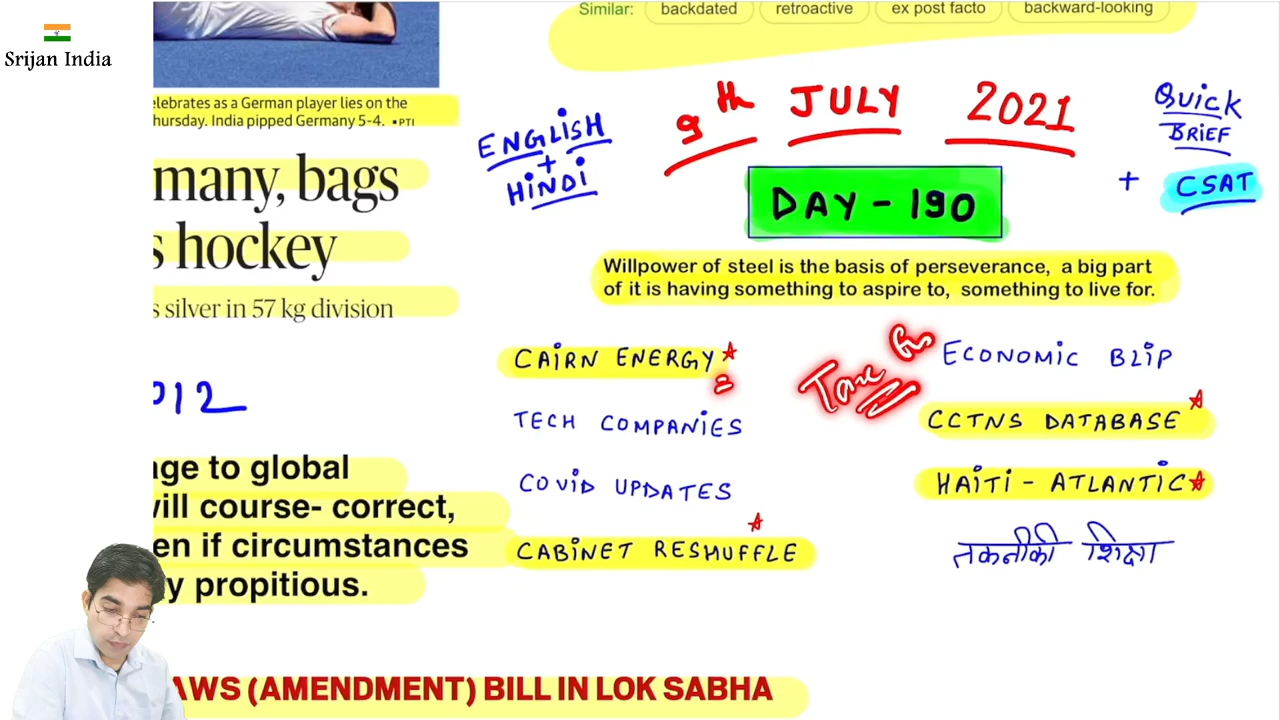 Srijan India
Similar: backdated retroactive ex post facto backward-looking
elebrates as a German player lies on the
hursday. India pipped Germany 5-4. •PTI
many, bags
s hockey
s silver in 57 kg division
012
age to global
vill course- correct,
en if circumstances
y propitious.
ENGLISH
+
HINDI
9th JULY 2021
DAY - 190
+
Quick
BRIEF
CSAT
Willpower of steel is the basis of perseverance, a big part
of it is having something to aspire to, something to live for.
CAIRN ENERGY
TECH COMPANIES
COVID UPDATES
CABINET RESHUFFLE
Tax
ECONOMIC BLIP
CCTNS DATABASE
HAITI - ATLANTIC
तकनीकी शिक्षा
AWS (AMENDMENT) BILL IN LOK SABHA